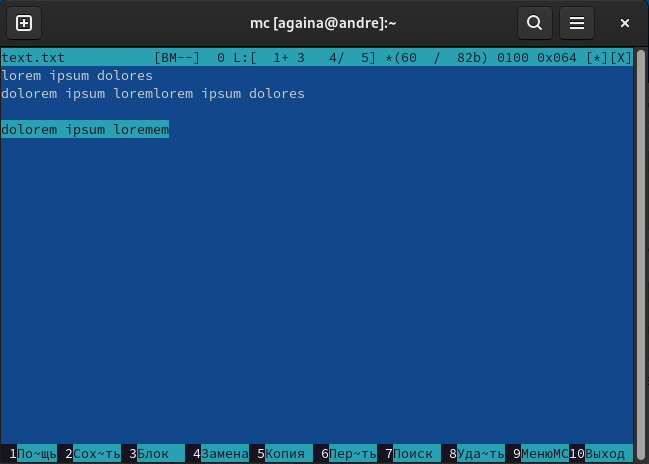 mc [againa@andre]:~
text.txt [BM--] 0 L:[ 1+ 3 4/ 5] *(60 / 82b) 0100 0x064 [*][X]
lorem ipsum dolores
dolorem ipsum loremlorem ipsum dolores
dolorem ipsum loremem
1По~щь 2Сох~ть 3Блок 4Замена 5Копия 6Пер~ть 7Поиск 8Уда~ть 9МенюMC 10Выход